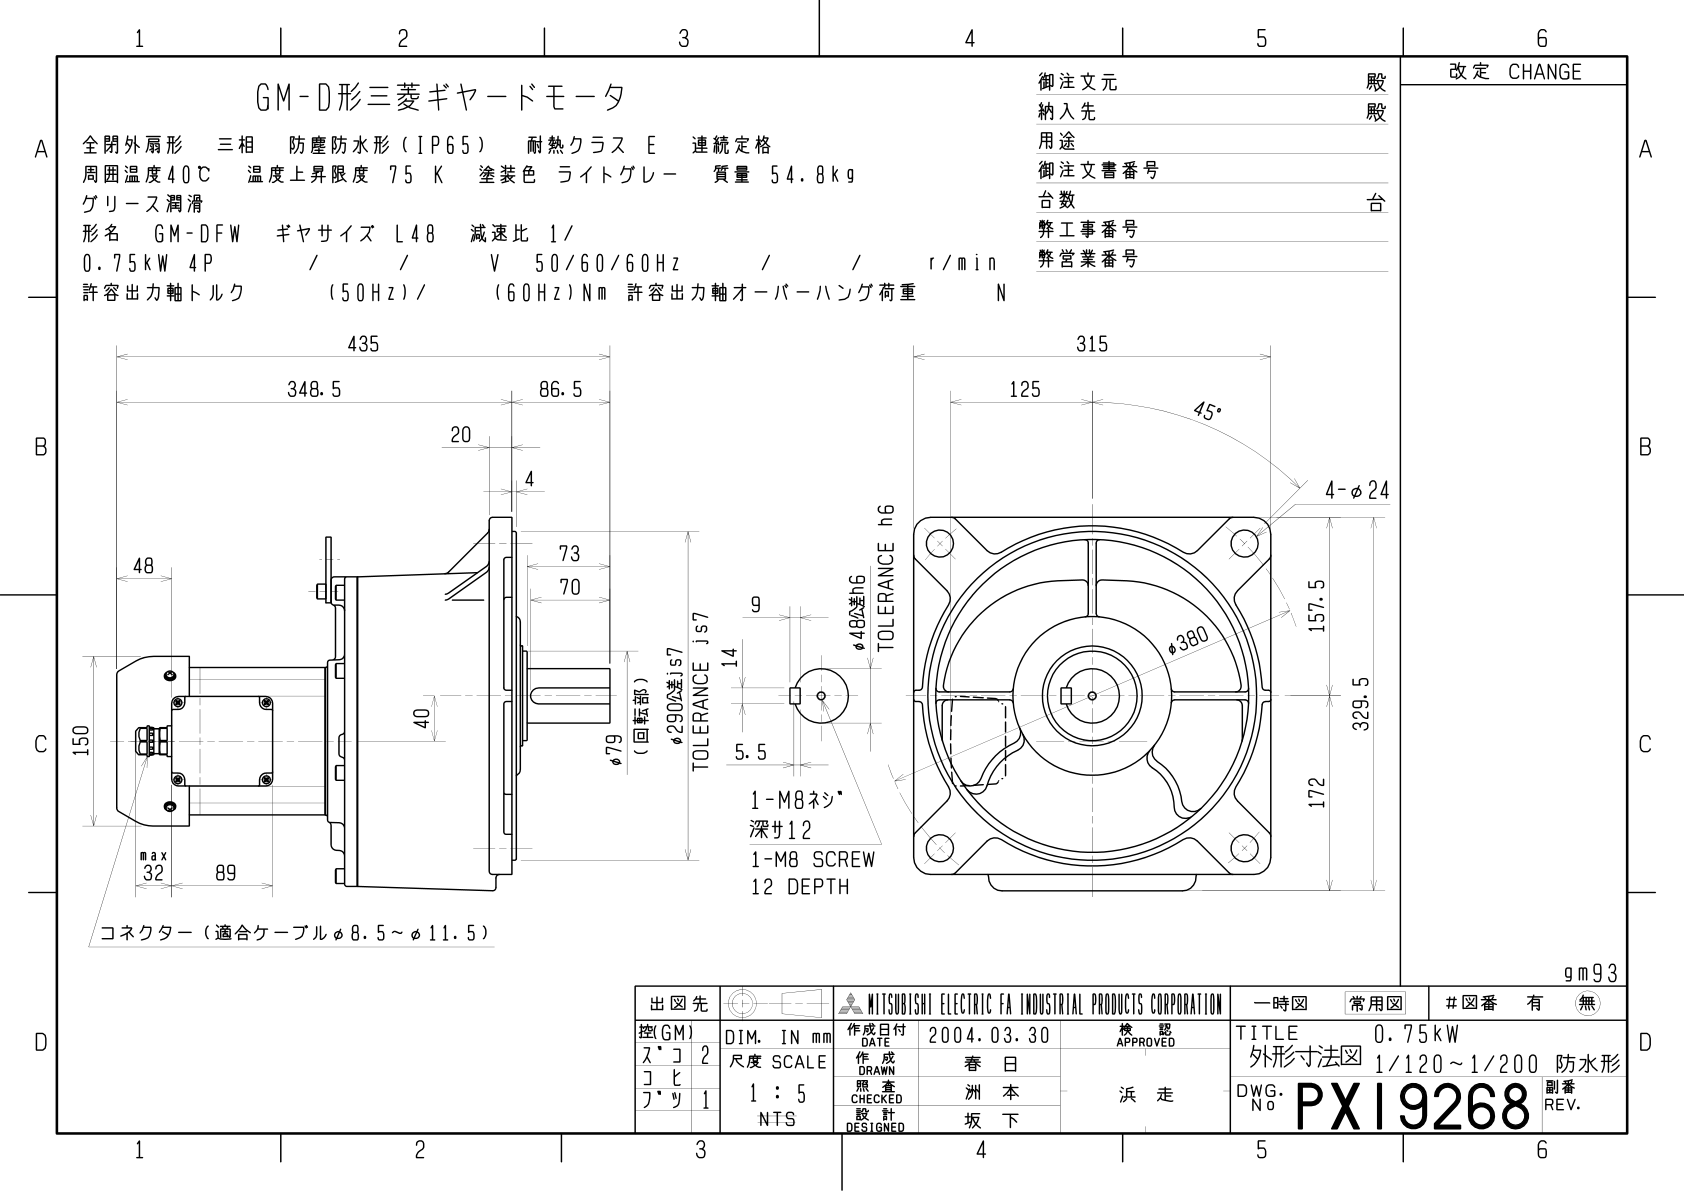 1 2 3 4 5 6
A
B
C
D
改定 CHANGE
GM-D形三菱ギヤードモータ
全閉外扇形 三相 防塵防水形(IP65) 耐熱クラス E 連続定格
周囲温度40℃ 温度上昇限度 75 K 塗装色 ライトグレー 質量 54.8kg
グリース潤滑
形名 GM-DFW ギヤサイズ L48 減速比 1/
0.75kW 4P / / V 50/60/60Hz / / r/min
許容出力軸トルク (50Hz)/ (60Hz)Nm 許容出力軸オーバーハング荷重 N
御注文元 殿
納入先 殿
用途
御注文書番号
台数 台
弊工事番号
弊営業番号
435
348.5 86.5
20
4
73
70
48
150
40
max
32 89
φ79
(回転部)
φ290公差js7
TOLERANCE js7
コネクター(適合ケーブルφ8.5~φ11.5)
9
14
5.5
φ48公差h6
TOLERANCE h6
1-M8ネジ
深サ12
1-M8 SCREW
12 DEPTH
315
125
45°
4-φ24
φ380
157.5
329.5
172
A
B
C
D
gm93
出図先
控(GM)
ズコ 2
コヒ
ブツ 1
DIM. IN mm
尺度 SCALE
1 : 5
NTS
MITSUBISHI ELECTRIC FA INDUSTRIAL PRODUCTS CORPORATION
作成日付
DATE
2004.03.30
検 認
APPROVED
作 成
DRAWN
春 日
照 査
CHECKED
洲 本
浜 走
設 計
DESIGNED
坂 下
一時図 常用図 #図番 有 無
TITLE 0.75kW
外形寸法図 1/120~1/200 防水形
DWG.
No
PX19268
副番
REV.
1 2 3 4 5 6